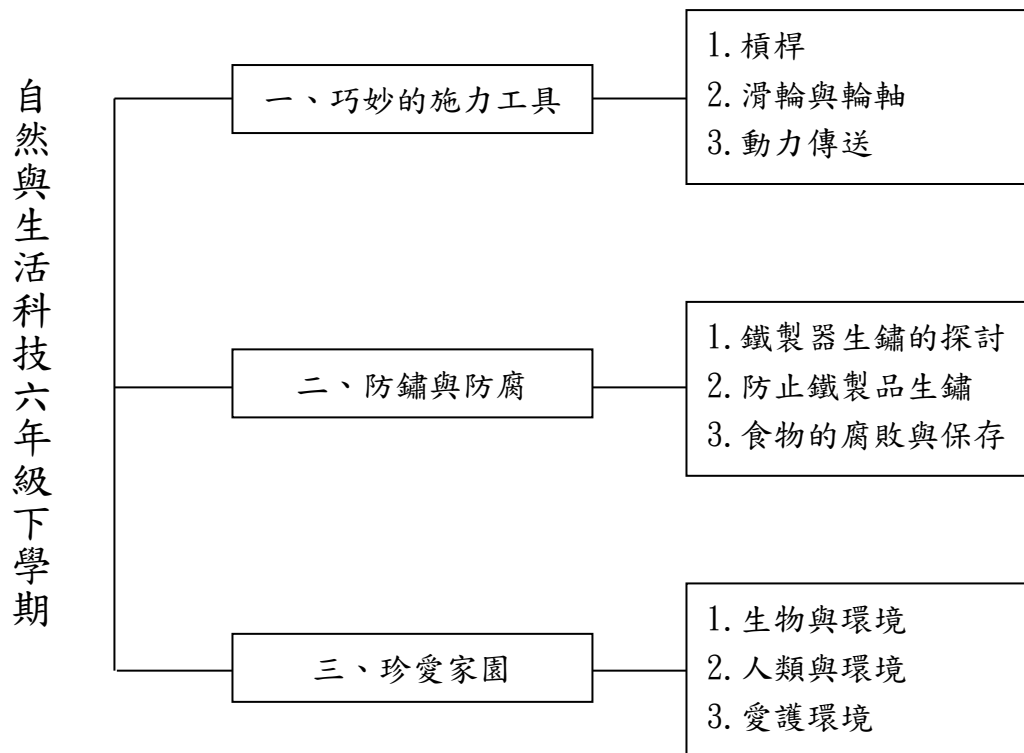 自然與生活科技六年級下學期
一、巧妙的施力工具
1.槓桿
2.滑輪與輪軸
3.動力傳送
二、防鏽與防腐
1.鐵製器生鏽的探討
2.防止鐵製品生鏽
3.食物的腐敗與保存
三、珍愛家園
1.生物與環境
2.人類與環境
3.愛護環境